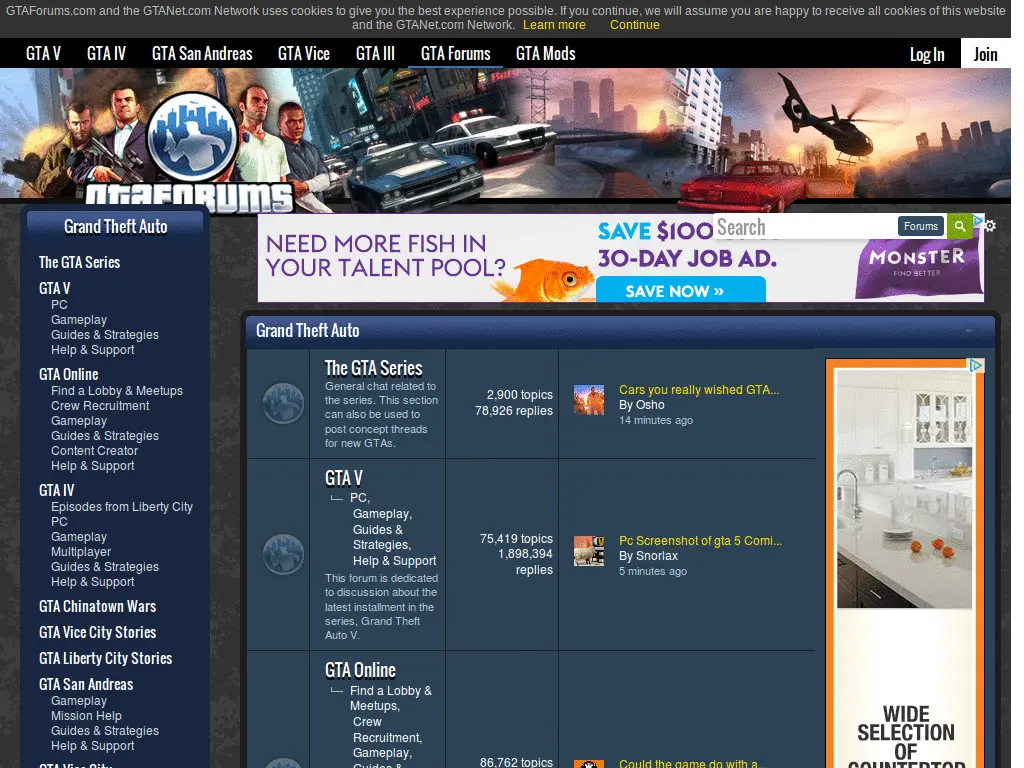 GTAForums.com and the GTANet.com Network uses cookies to give you the best experience possible. If you continue, we will assume you are happy to receive all cookies of this website
and the GTANet.com Network. Learn more Continue
GTA V GTA IV GTA San Andreas GTA Vice GTA III GTA Forums GTA Mods Log In Join
GTAFORUMS
Grand Theft Auto
The GTA Series
GTA V
PC
Gameplay
Guides & Strategies
Help & Support
GTA Online
Find a Lobby & Meetups
Crew Recruitment
Gameplay
Guides & Strategies
Content Creator
Help & Support
GTA IV
Episodes from Liberty City
PC
Gameplay
Multiplayer
Guides & Strategies
Help & Support
GTA Chinatown Wars
GTA Vice City Stories
GTA Liberty City Stories
GTA San Andreas
Gameplay
Mission Help
Guides & Strategies
Help & Support
GTA Vice City
NEED MORE FISH IN
YOUR TALENT POOL?
SAVE $100
30-DAY JOB AD.
SAVE NOW »
Search Forums
MONSTER
FIND BETTER
Grand Theft Auto
The GTA Series
General chat related to
the series. This section
can also be used to
post concept threads
for new GTAs.
2,900 topics
78,926 replies
Cars you really wished GTA...
By Osho
14 minutes ago
GTA V
PC,
Gameplay,
Guides &
Strategies,
Help & Support
This forum is dedicated
to discussion about the
latest installment in the
series, Grand Theft
Auto V.
75,419 topics
1,898,394
replies
Pc Screenshot of gta 5 Comi...
By Snorlax
5 minutes ago
GTA Online
Find a Lobby &
Meetups,
Crew
Recruitment,
Gameplay,
Guides &
86,762 topics
Could the game do with a...
WIDE
SELECTION
OF
COUNTERTOP